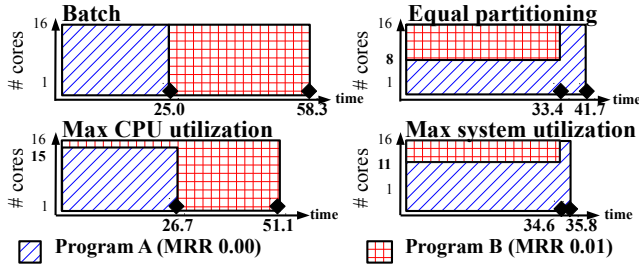 Batch
# cores
16
1
25.0
58.3
time
Equal partitioning
# cores
16
8
1
33.4
41.7
time
Max CPU utilization
# cores
16
15
1
26.7
51.1
time
Max system utilization
# cores
16
11
1
34.6
35.8
time
Program A (MRR 0.00)
Program B (MRR 0.01)